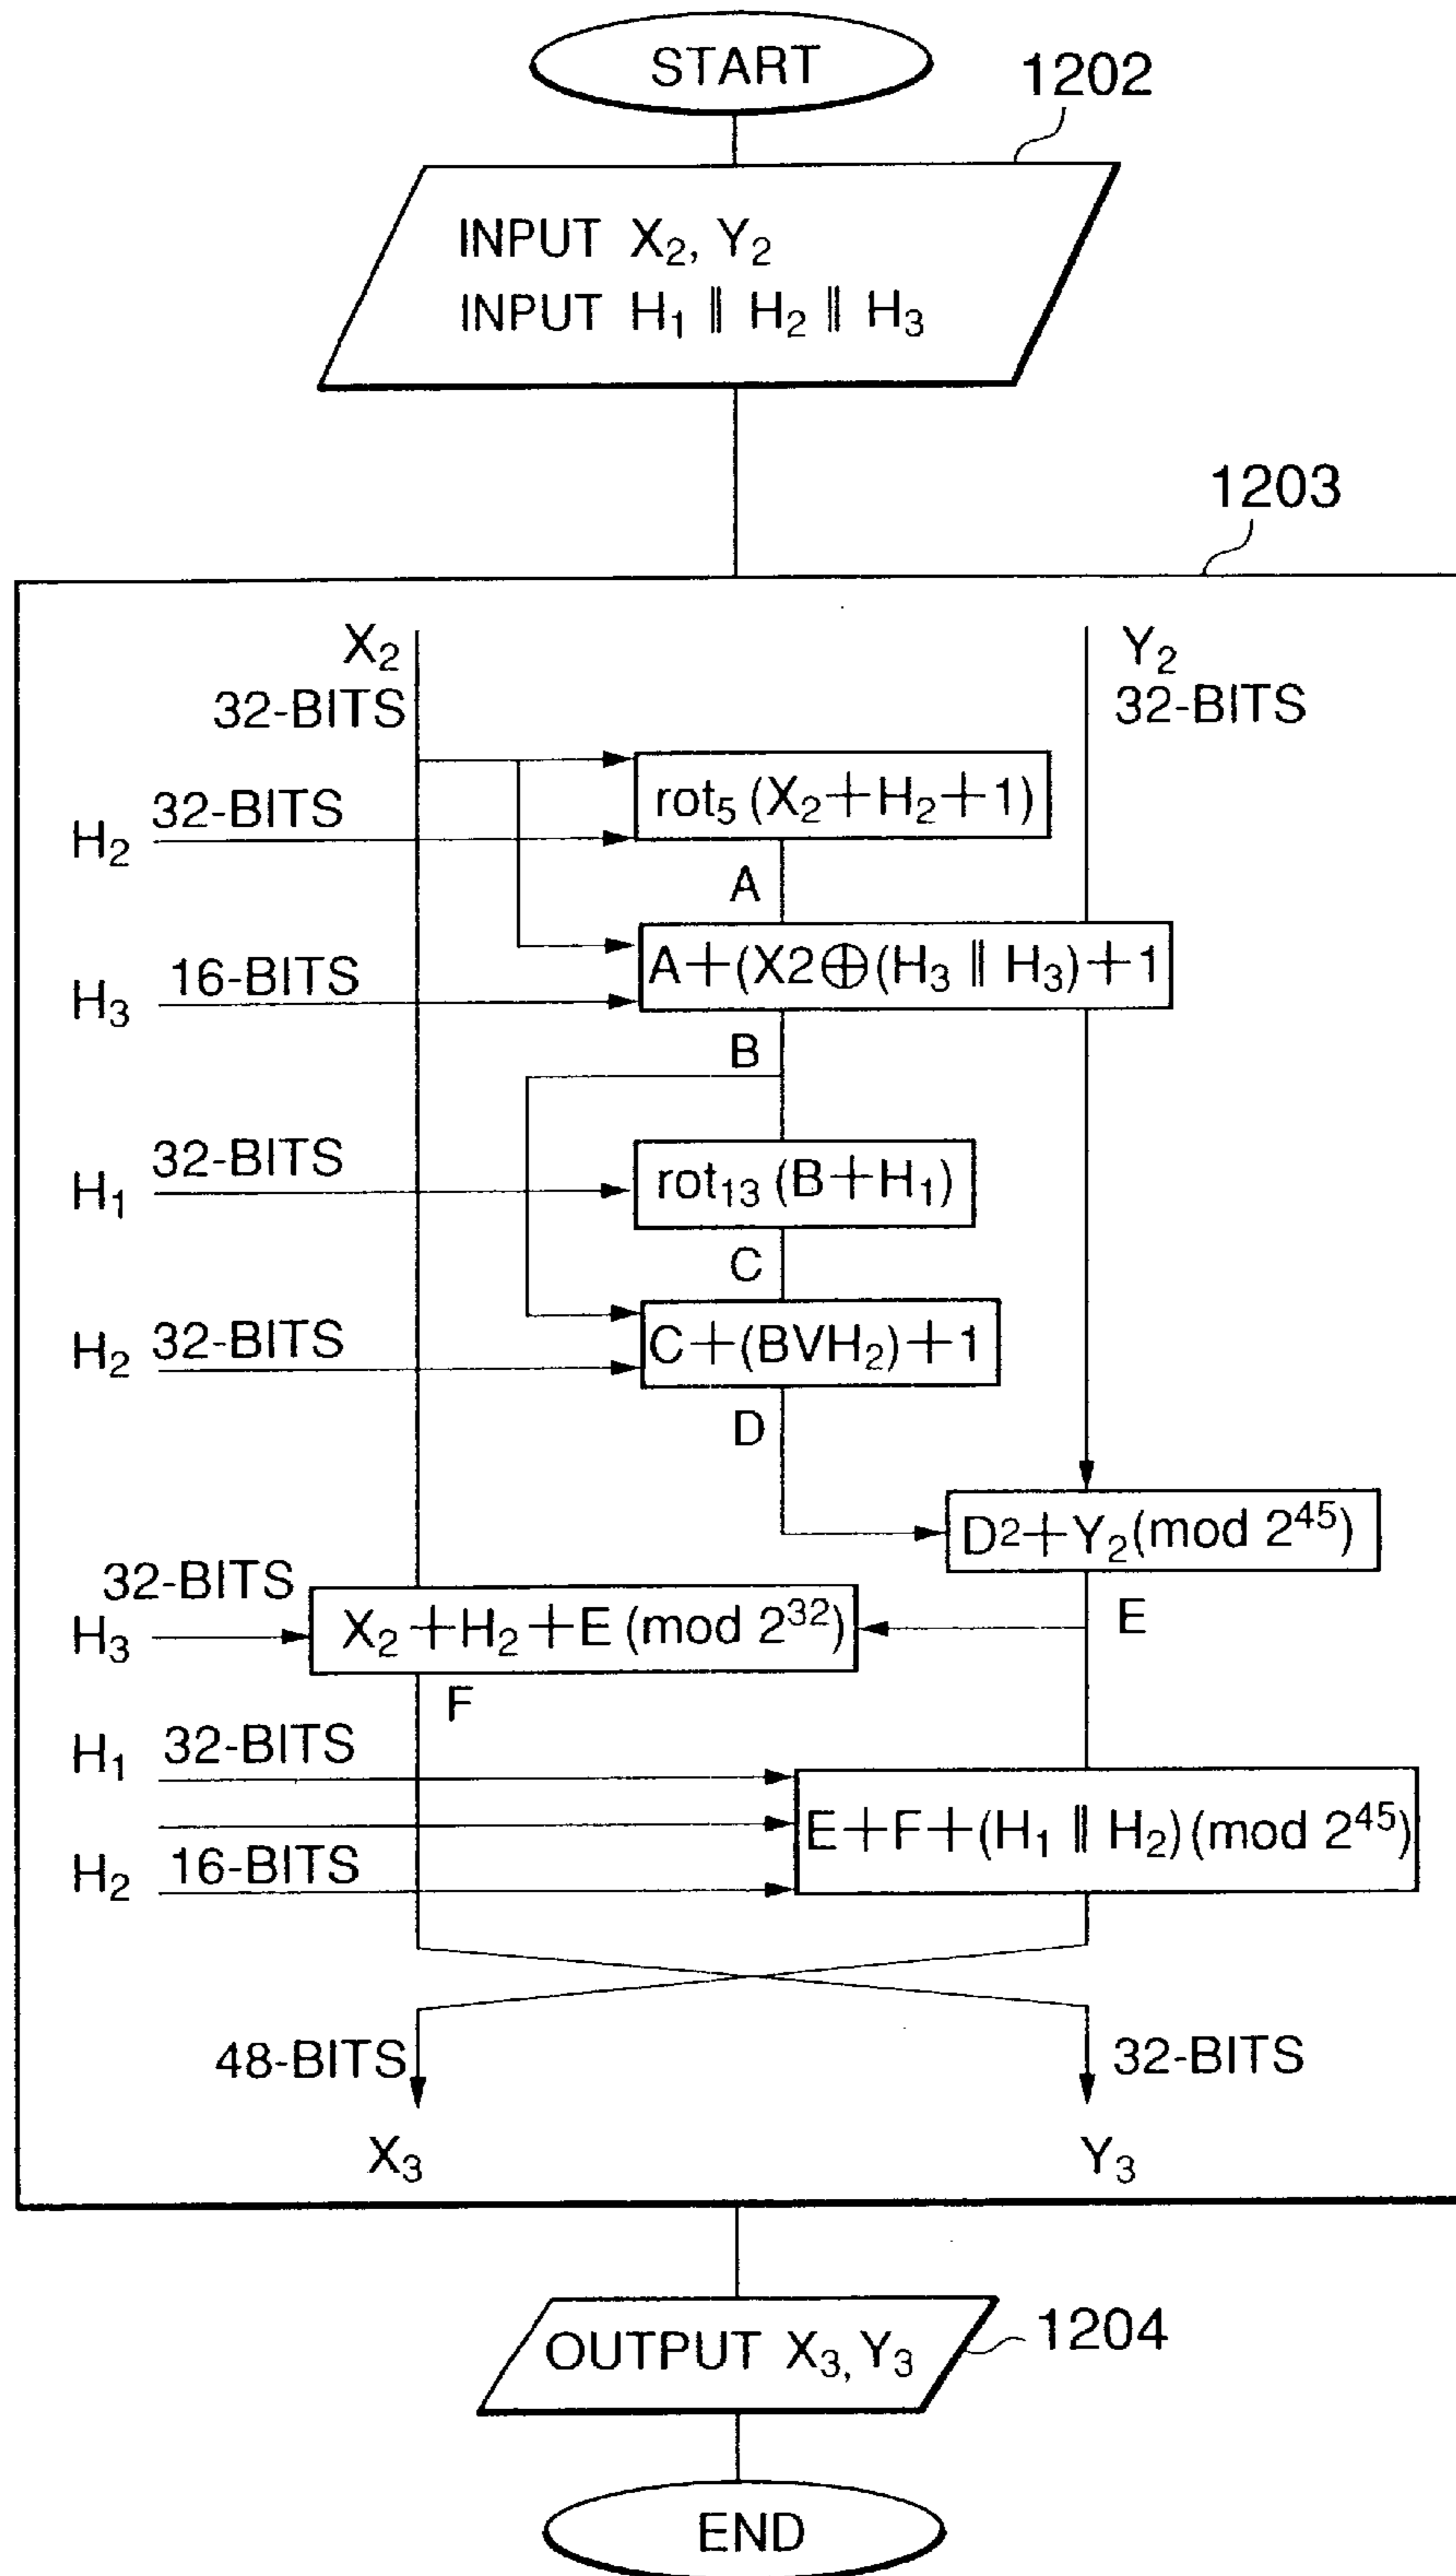 START
1202
INPUT X₂, Y₂
INPUT H₁ ‖ H₂ ‖ H₃
1203
X₂
Y₂
32-BITS
32-BITS
H₂ 32-BITS
rot₅ (X₂+H₂+1)
A
H₃ 16-BITS
A+(X2⊕(H₃ ‖ H₃)+1
B
H₁ 32-BITS
rot₁₃ (B+H₁)
C
H₂ 32-BITS
C+(BVH₂)+1
D
D2+Y₂(mod 2⁴⁵)
32-BITS
H₃
X₂+H₂+E (mod 2³²)
E
F
H₁ 32-BITS
E+F+(H₁ ‖ H₂)(mod 2⁴⁵)
H₂ 16-BITS
48-BITS
32-BITS
X₃
Y₃
OUTPUT X₃, Y₃
1204
END